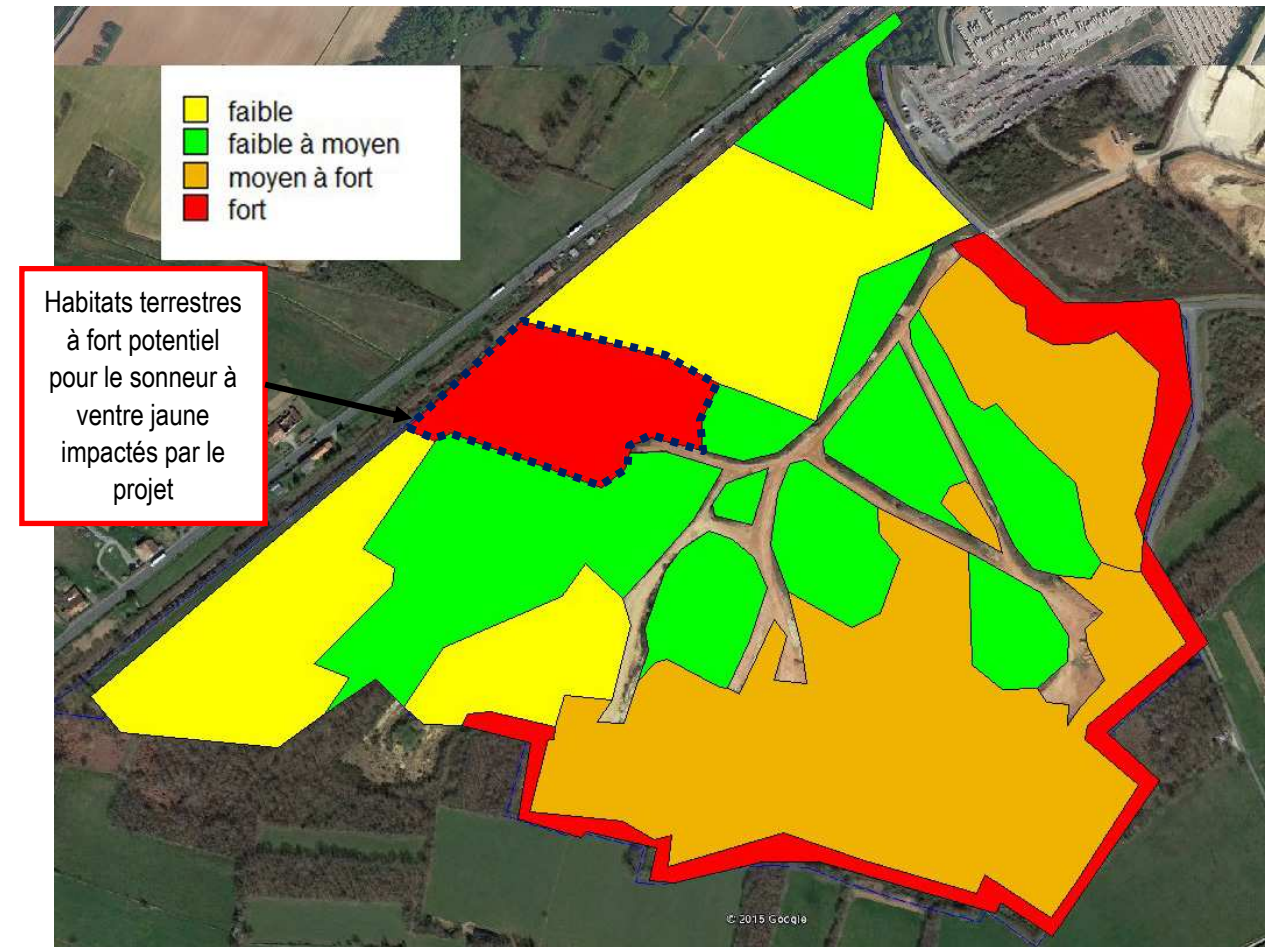 faible
faible à moyen
moyen à fort
fort
Habitats terrestres
à fort potentiel
pour le sonneur à
ventre jaune
impactés par le
projet
© 2015 Google